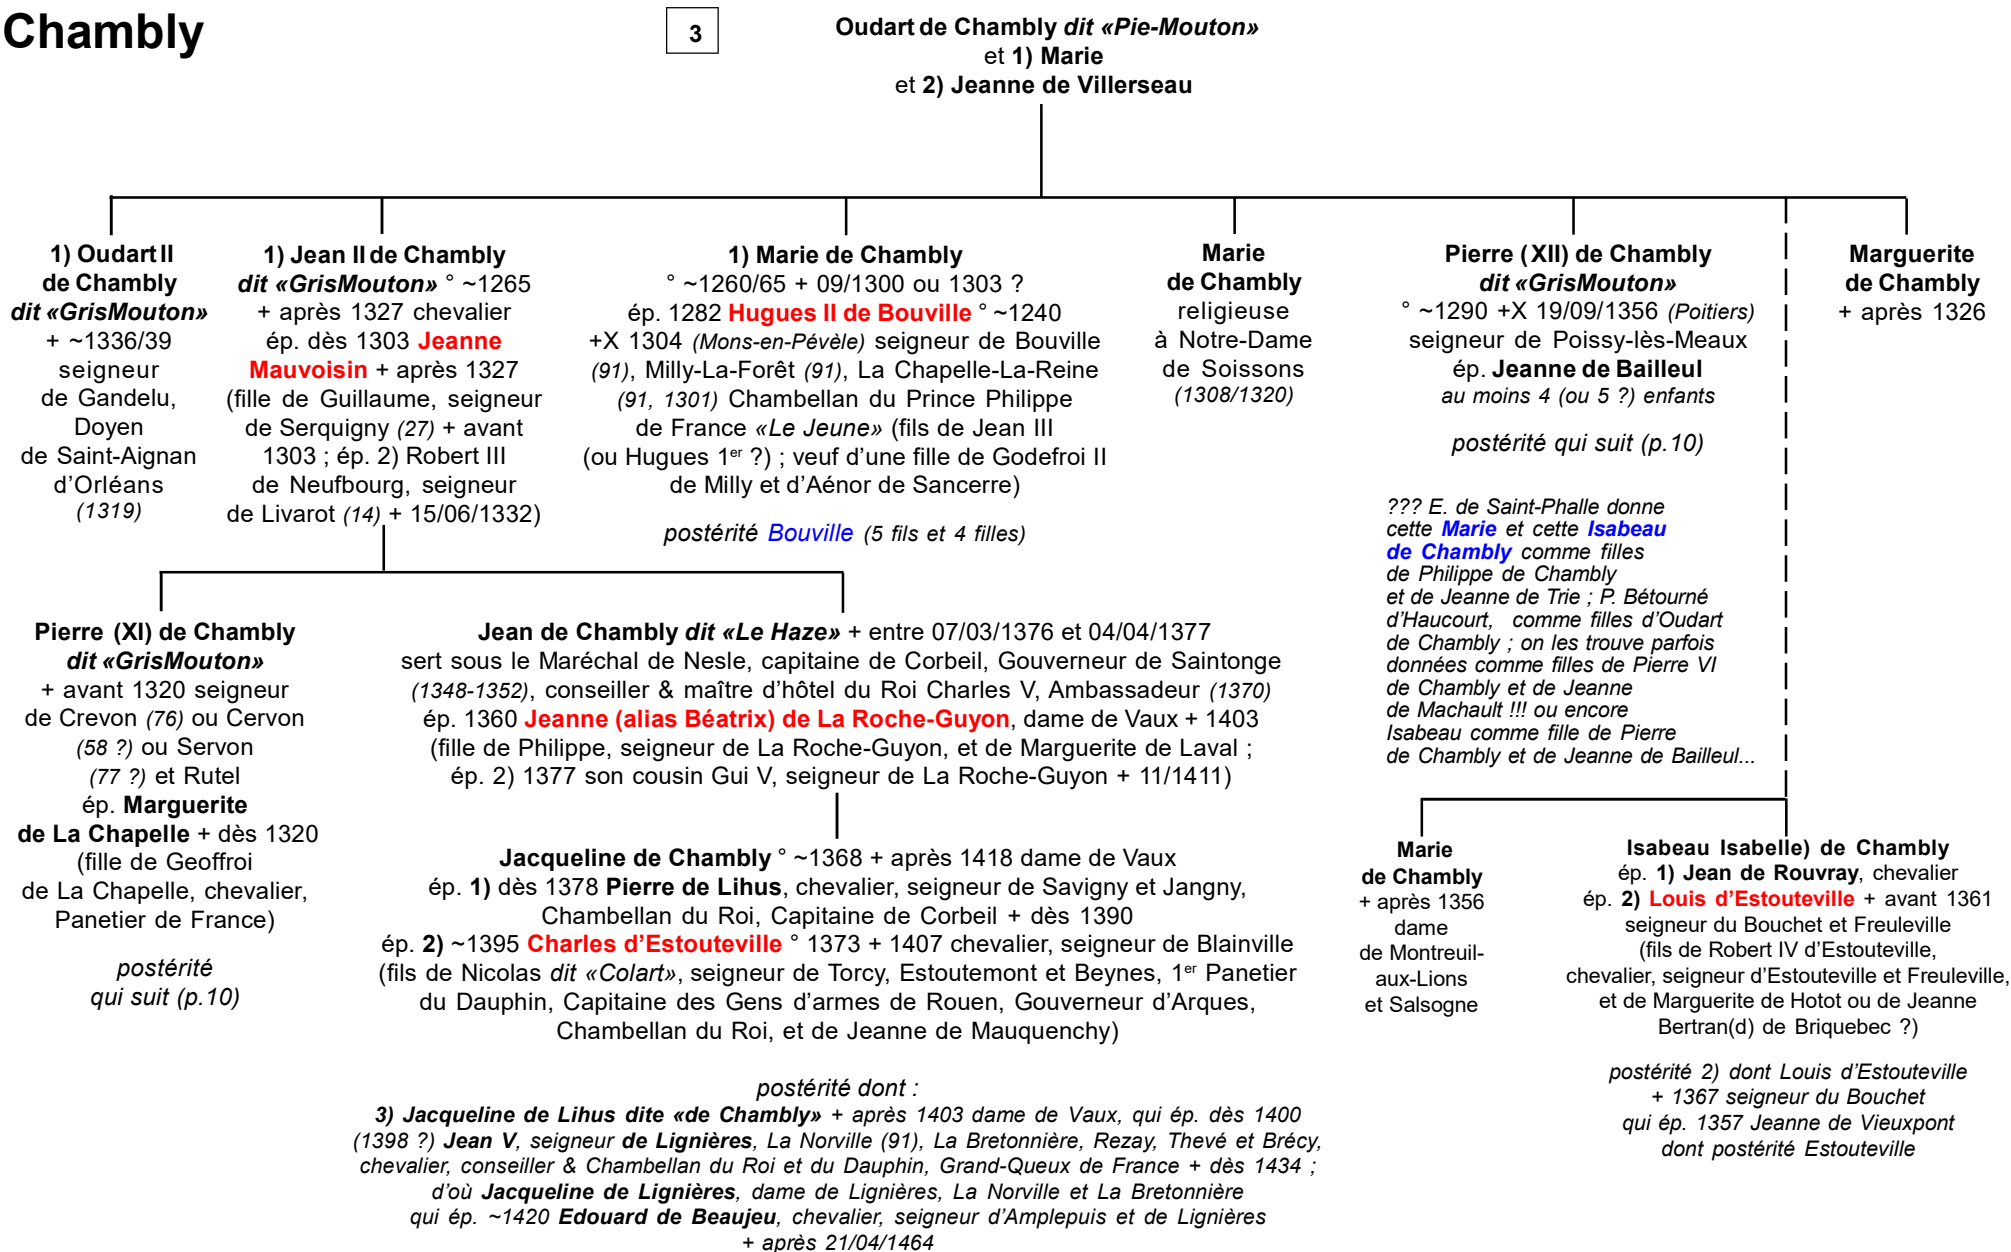 Chambly
3
Oudart de Chambly dit «Pie-Mouton»
et 1) Marie
et 2) Jeanne de Villerseau
1) Oudart II
de Chambly
dit «GrisMouton»
+ ~1336/39
seigneur
de Gandelu,
Doyen
de Saint-Aignan
d'Orléans
(1319)
1) Jean II de Chambly
dit «GrisMouton» ° ~1265
+ après 1327 chevalier
ép. dès 1303 Jeanne
Mauvoisin + après 1327
(fille de Guillaume, seigneur
de Serquigny (27) + avant
1303 ; ép. 2) Robert III
de Neufbourg, seigneur
de Livarot (14) + 15/06/1332)
1) Marie de Chambly
° ~1260/65 + 09/1300 ou 1303 ?
ép. 1282 Hugues II de Bouville ° ~1240
+X 1304 (Mons-en-Pévèle) seigneur de Bouville
(91), Milly-La-Forêt (91), La Chapelle-La-Reine
(91, 1301) Chambellan du Prince Philippe
de France «Le Jeune» (fils de Jean III
(ou Hugues 1er ?) ; veuf d'une fille de Godefroi II
de Milly et d'Aénor de Sancerre)
postérité Bouville (5 fils et 4 filles)
Marie
de Chambly
religieuse
à Notre-Dame
de Soissons
(1308/1320)
Pierre (XII) de Chambly
dit «GrisMouton»
° ~1290 +X 19/09/1356 (Poitiers)
seigneur de Poissy-lès-Meaux
ép. Jeanne de Bailleul
au moins 4 (ou 5 ?) enfants
postérité qui suit (p.10)
Marguerite
de Chambly
+ après 1326
??? E. de Saint-Phalle donne
cette Marie et cette Isabeau
de Chambly comme filles
de Philippe de Chambly
et de Jeanne de Trie ; P. Bétourné
d'Haucourt, comme filles d'Oudart
de Chambly ; on les trouve parfois
données comme filles de Pierre VI
de Chambly et de Jeanne
de Machault !!! ou encore
Isabeau comme fille de Pierre
de Chambly et de Jeanne de Bailleul...
Pierre (XI) de Chambly
dit «GrisMouton»
+ avant 1320 seigneur
de Crevon (76) ou Cervon
(58 ?) ou Servon
(77 ?) et Rutel
ép. Marguerite
de La Chapelle + dès 1320
(fille de Geoffroi
de La Chapelle, chevalier,
Panetier de France)
postérité
qui suit (p.10)
Jean de Chambly dit «Le Haze» + entre 07/03/1376 et 04/04/1377
sert sous le Maréchal de Nesle, capitaine de Corbeil, Gouverneur de Saintonge
(1348-1352), conseiller & maître d'hôtel du Roi Charles V, Ambassadeur (1370)
ép. 1360 Jeanne (alias Béatrix) de La Roche-Guyon, dame de Vaux + 1403
(fille de Philippe, seigneur de La Roche-Guyon, et de Marguerite de Laval ;
ép. 2) 1377 son cousin Gui V, seigneur de La Roche-Guyon + 11/1411)
Jacqueline de Chambly ° ~1368 + après 1418 dame de Vaux
ép. 1) dès 1378 Pierre de Lihus, chevalier, seigneur de Savigny et Jangny,
Chambellan du Roi, Capitaine de Corbeil + dès 1390
ép. 2) ~1395 Charles d'Estouteville ° 1373 + 1407 chevalier, seigneur de Blainville
(fils de Nicolas dit «Colart», seigneur de Torcy, Estoutemont et Beynes, 1er Panetier
du Dauphin, Capitaine des Gens d'armes de Rouen, Gouverneur d'Arques,
Chambellan du Roi, et de Jeanne de Mauquenchy)
postérité dont :
3) Jacqueline de Lihus dite «de Chambly» + après 1403 dame de Vaux, qui ép. dès 1400
(1398 ?) Jean V, seigneur de Lignières, La Norville (91), La Bretonnière, Rezay, Thevé et Brécy,
chevalier, conseiller & Chambellan du Roi et du Dauphin, Grand-Queux de France + dès 1434 ;
d'où Jacqueline de Lignières, dame de Lignières, La Norville et La Bretonnière
qui ép. ~1420 Edouard de Beaujeu, chevalier, seigneur d'Amplepuis et de Lignières
+ après 21/04/1464
Marie
de Chambly
+ après 1356
dame
de Montreuil-
aux-Lions
et Salsogne
Isabeau Isabelle) de Chambly
ép. 1) Jean de Rouvray, chevalier
ép. 2) Louis d'Estouteville + avant 1361
seigneur du Bouchet et Freuleville
(fils de Robert IV d'Estouteville,
chevalier, seigneur d'Estouteville et Freuleville,
et de Marguerite de Hotot ou de Jeanne
Bertran(d) de Briquebec ?)
postérité 2) dont Louis d'Estouteville
+ 1367 seigneur du Bouchet
qui ép. 1357 Jeanne de Vieuxpont
dont postérité Estouteville